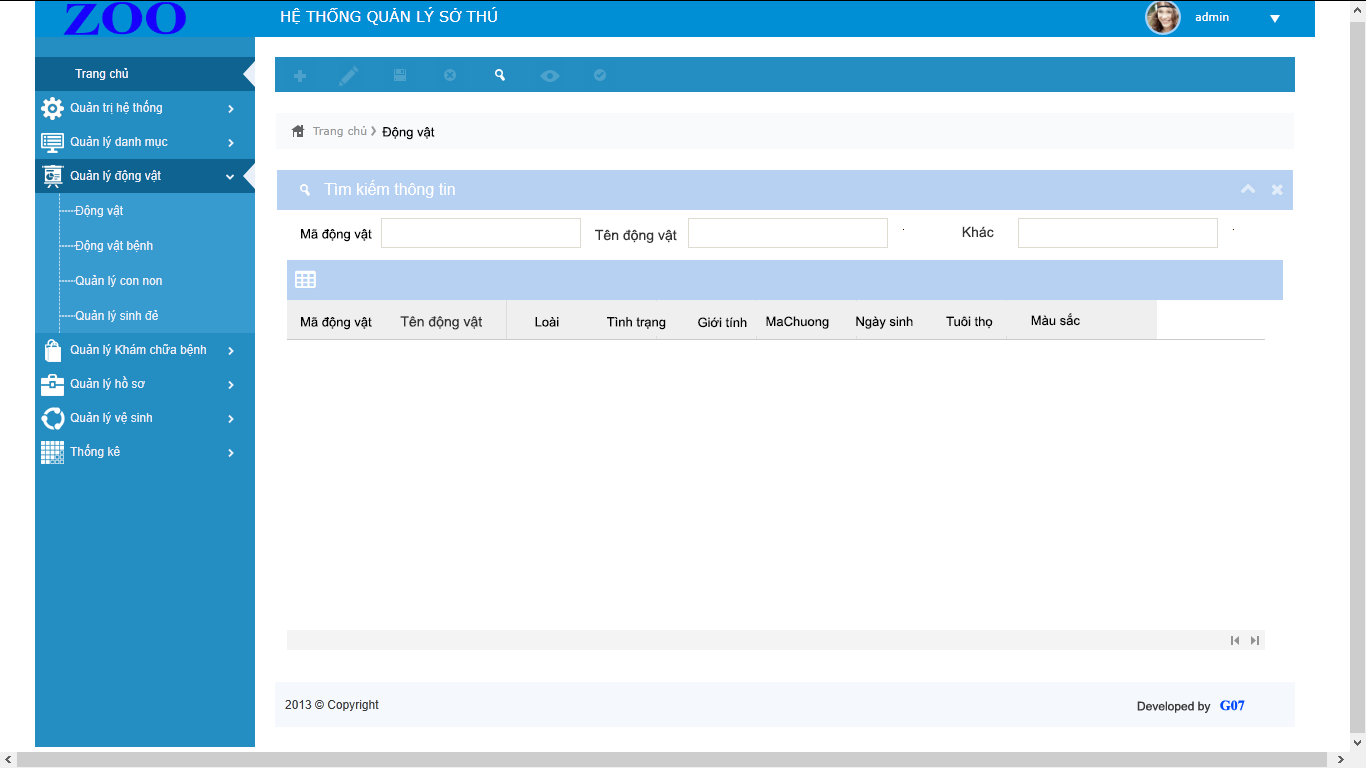 ZOO
HỆ THỐNG QUẢN LÝ SỞ THÚ
admin
Trang chủ
Quản trị hệ thống
Quản lý danh mục
Quản lý động vật
Động vật
Động vật bệnh
Quản lý con non
Quản lý sinh đẻ
Quản lý Khám chữa bệnh
Quản lý hồ sơ
Quản lý vệ sinh
Thống kê
Trang chủ Động vật
Tìm kiếm thông tin
Mã động vật Tên động vật Khác
Mã động vật Tên động vật Loài Tình trạng Giới tính MaChuong Ngày sinh Tuôi thọ Màu sắc
2013 © Copyright
Developed by G07